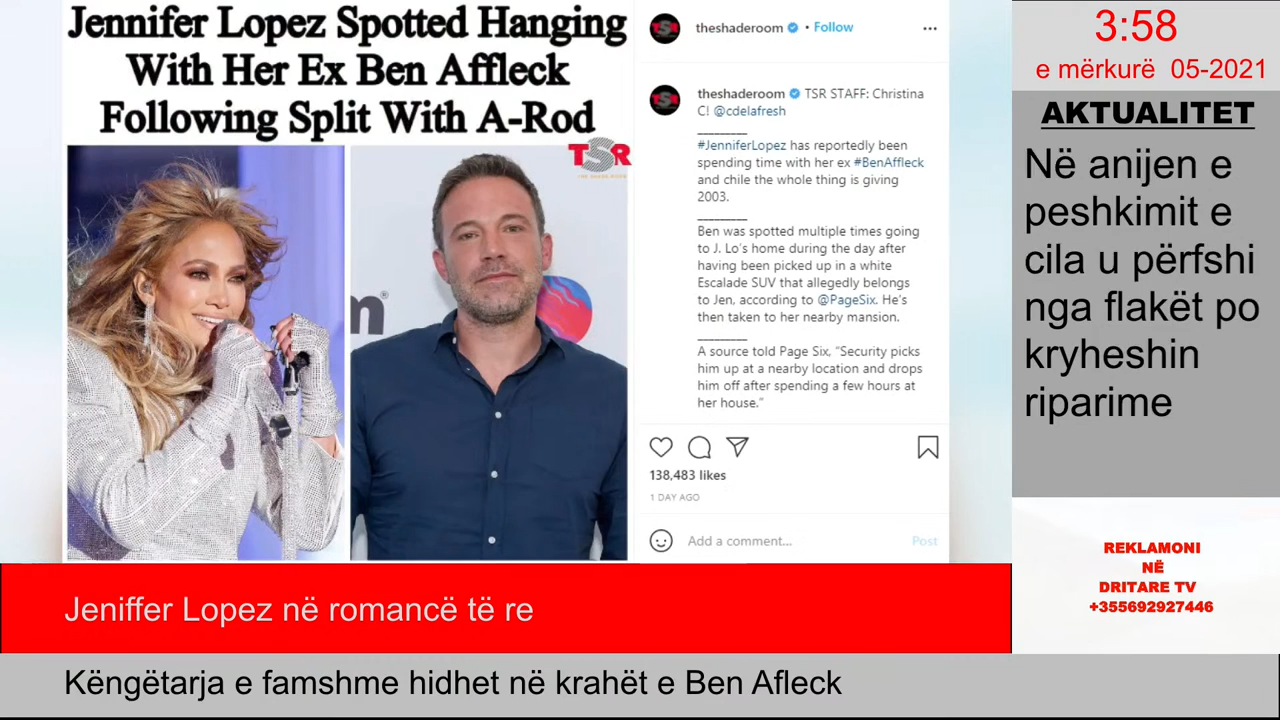 Jennifer Lopez Spotted Hanging
With Her Ex Ben Affleck
Following Split With A-Rod
TSR
m®
theshaderoom • Follow
theshaderoom TSR STAFF: Christina
C! @cdelafresh
#JenniferLopez has reportedly been
spending time with her ex #BenAffleck
and chile the whole thing is giving
2003.
Ben was spotted multiple times going
to J. Lo's home during the day after
having been picked up in a white
Escalade SUV that allegedly belongs
to Jen, according to @PageSix. He's
then taken to her nearby mansion.
A source told Page Six, “Security picks
him up at a nearby location and drops
him off after spending a few hours at
her house.”
138,483 likes
1 DAY AGO
Add a comment... Post
3:58
e mërkurë 05-2021
AKTUALITET
Në anijen e
peshkimit e
cila u përfshi
nga flakët po
kryheshin
riparime
REKLAMONI
NË
DRITARE TV
+355692927446
Jeniffer Lopez në romancë të re
Këngëtarja e famshme hidhet në krahët e Ben Afleck